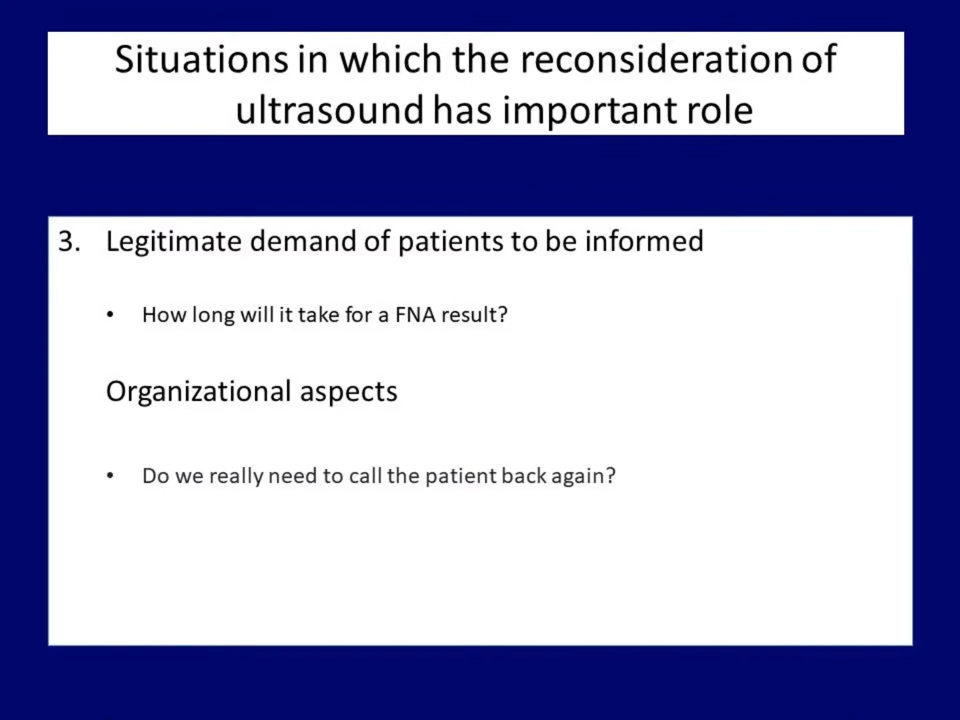 Situations in which the reconsideration of
ultrasound has important role
3. Legitimate demand of patients to be informed
• How long will it take for a FNA result?
Organizational aspects
• Do we really need to call the patient back again?